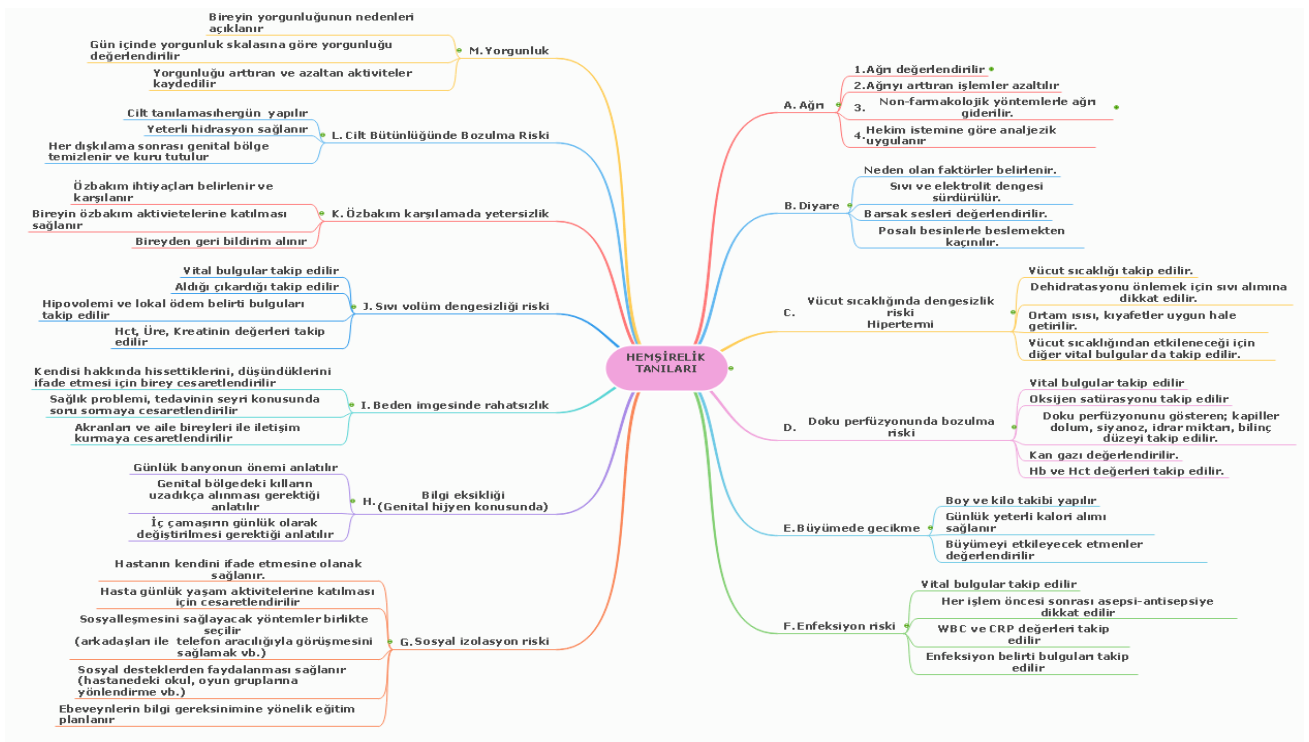 HEMŞİRELİK
TANILARI
A. Ağrı
1.Ağrı değerlendirilir
2.Ağrıyı arttıran işlemler azaltılır
3. Non-farmakolojik yöntemlerle ağrı
giderilir.
4. Hekim istemine göre analjezik
uygulanır
B. Diyare
Neden olan faktörler belirlenir.
Sıvı ve elektrolit dengesi
sürdürülür.
Barsak sesleri değerlendirilir.
Posalı besinlerle beslemekten
kaçınılır.
C. Vücut sıcaklığında dengesizlik
riski
Hipertermi
Vücut sıcaklığı takip edilir.
Dehidratasyonu önlemek için sıvı alımına
dikkat edilir.
Ortam ısısı, kıyafetler uygun hale
getirilir.
Vücut sıcaklığından etkileneceği için
diğer vital bulgular da takip edilir.
D. Doku perfüzyonunda bozulma
riski
Vital bulgular takip edilir
Oksijen satürasyonu takip edilir
Doku perfüzyonunu gösteren; kapiller
dolum, siyanoz, idrar miktarı, bilinç
düzeyi takip edilir.
Kan gazı değerlendirilir.
Hb ve Hct değerleri takip edilir.
E. Büyümede gecikme
Boy ve kilo takibi yapılır
Günlük yeterli kalori alımı
sağlanır
Büyümeyi etkileyecek etmenler
değerlendirilir
F. Enfeksiyon riski
Vital bulgular takip edilir
Her işlem öncesi sonrası asepsi-antisepsiye
dikkat edilir
WBC ve CRP değerleri takip
edilir
Enfeksiyon belirti bulguları takip
edilir
G. Sosyal izolasyon riski
Hastanın kendini ifade etmesine olanak
sağlanır.
Hasta günlük yaşam aktivitelerine katılması
için cesaretlendirilir
Sosyalleşmesini sağlayacak yöntemler birlikte
seçilir
(arkadaşları ile telefon aracılığıyla görüşmesini
sağlamak vb.)
Sosyal desteklerden faydalanması sağlanır
(hastanedeki okul, oyun gruplarına
yönlendirme vb.)
Ebeveynlerin bilgi gereksinimine yönelik eğitim
planlanır
H. Bilgi eksikliği
(Genital hijyen konusunda)
Günlük banyonun önemi anlatılır
Genital bölgedeki kılların
uzadıkça alınması gerektiği
anlatılır
İç çamaşırın günlük olarak
değiştirilmesi gerektiği anlatılır
I. Beden imgesinde rahatsızlık
Kendisi hakkında hissettiklerini, düşündüklerini
ifade etmesi için birey cesaretlendirilir
Sağlık problemi, tedavinin seyri konusunda
soru sormaya cesaretlendirilir
Akranları ve aile bireyleri ile iletişim
kurmaya cesaretlendirilir
J. Sıvı volüm dengesizliği riski
Vital bulgular takip edilir
Aldığı çıkardığı takip edilir
Hipovolemi ve lokal ödem belirti bulguları
takip edilir
Hct, Üre, Kreatinin değerleri takip
edilir
K. Özbakım karşılamada yetersizlik
Özbakım ihtiyaçları belirlenir ve
karşılanır
Bireyin özbakım aktivietelerine katılması
sağlanır
Bireyden geri bildirim alınır
L. Cilt Bütünlüğünde Bozulma Riski
Cilt tanılamasıhergün yapılır
Yeterli hidrasyon sağlanır
Her dışkılama sonrası genital bölge
temizlenir ve kuru tutulur
M. Yorgunluk
Bireyin yorgunluğunun nedenleri
açıklanır
Gün içinde yorgunluk skalasına göre yorgunluğu
değerlendirilir
Yorgunluğu arttıran ve azaltan aktiviteler
kaydedilir